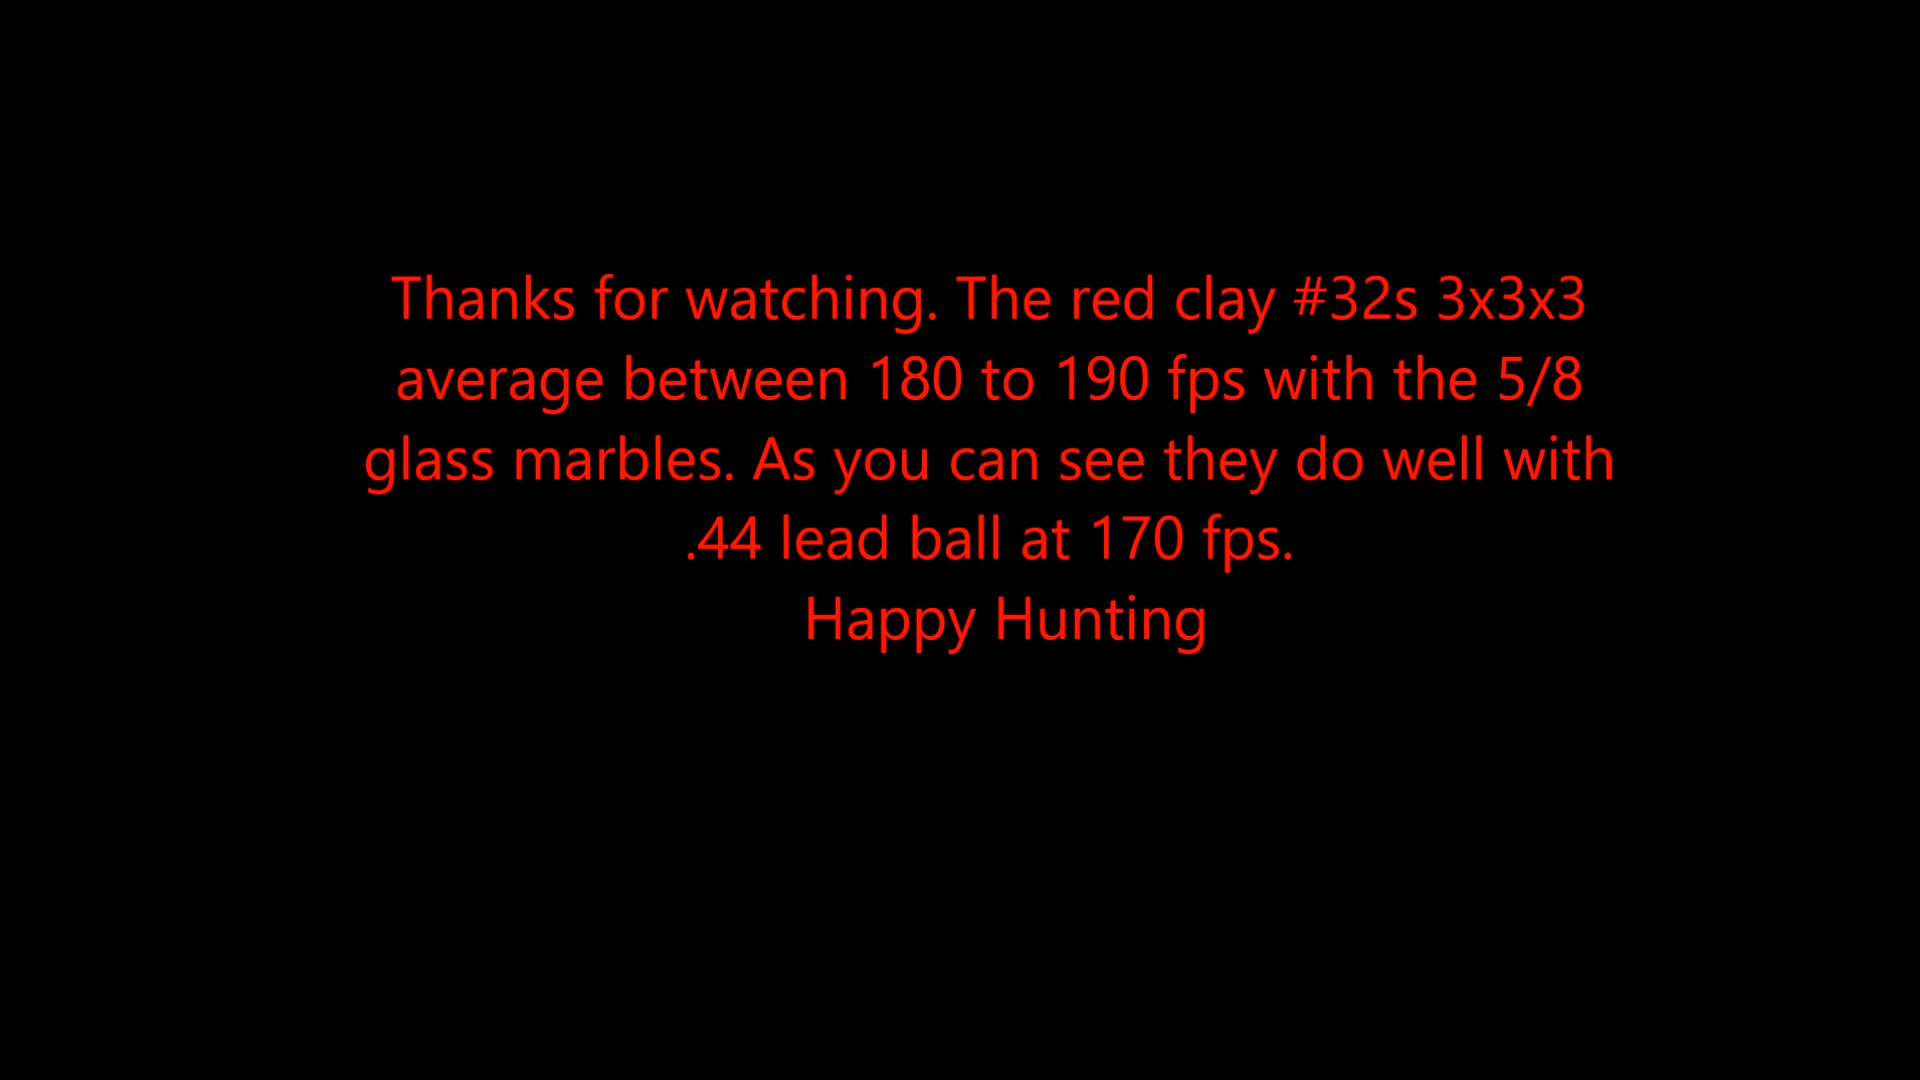 Thanks for watching. The red clay #32s 3x3x3
average between 180 to 190 fps with the 5/8
glass marbles. As you can see they do well with
.44 lead ball at 170 fps.
Happy Hunting